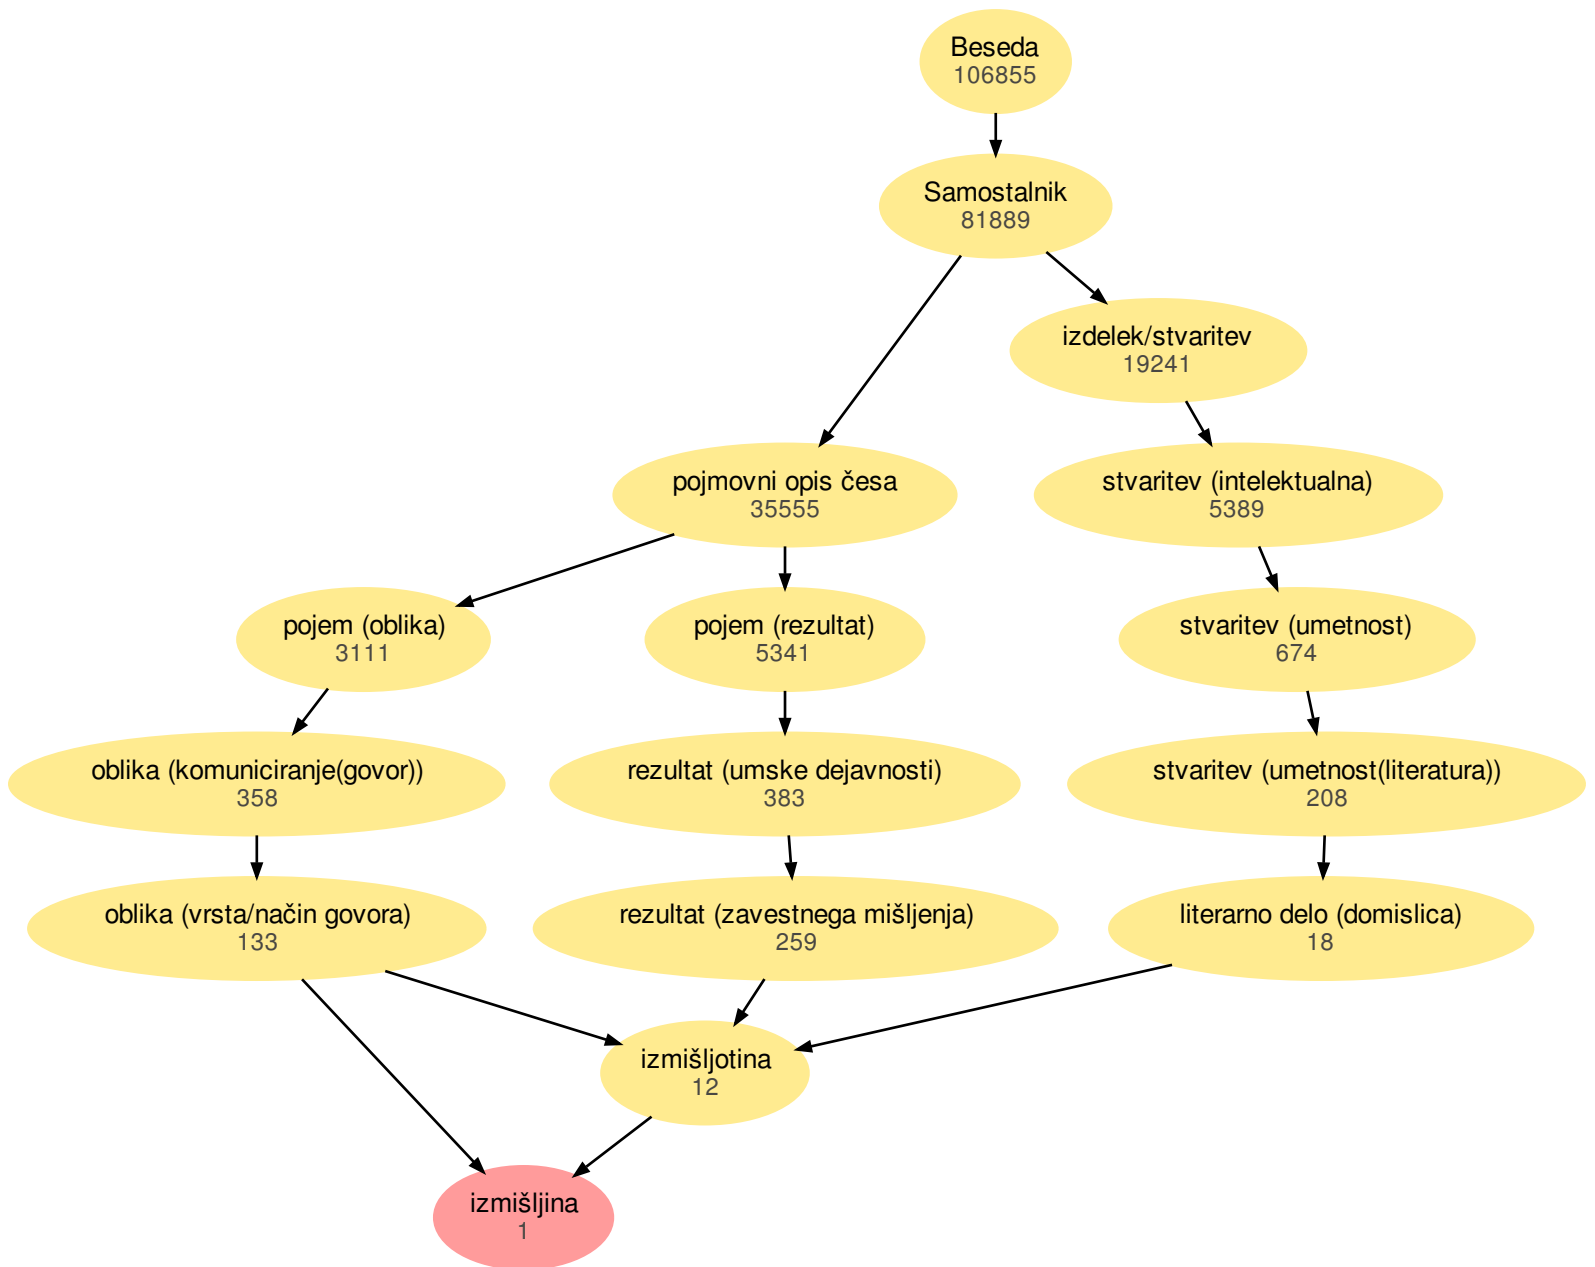 Beseda
106855
Samostalnik
81889
izdelek/stvaritev
19241
pojmovni opis česa
35555
stvaritev (intelektualna)
5389
pojem (oblika)
3111
pojem (rezultat)
5341
stvaritev (umetnost)
674
oblika (komuniciranje(govor))
358
rezultat (umske dejavnosti)
383
stvaritev (umetnost(literatura))
208
oblika (vrsta/način govora)
133
rezultat (zavestnega mišljenja)
259
literarno delo (domislica)
18
izmišljotina
12
izmišljina
1